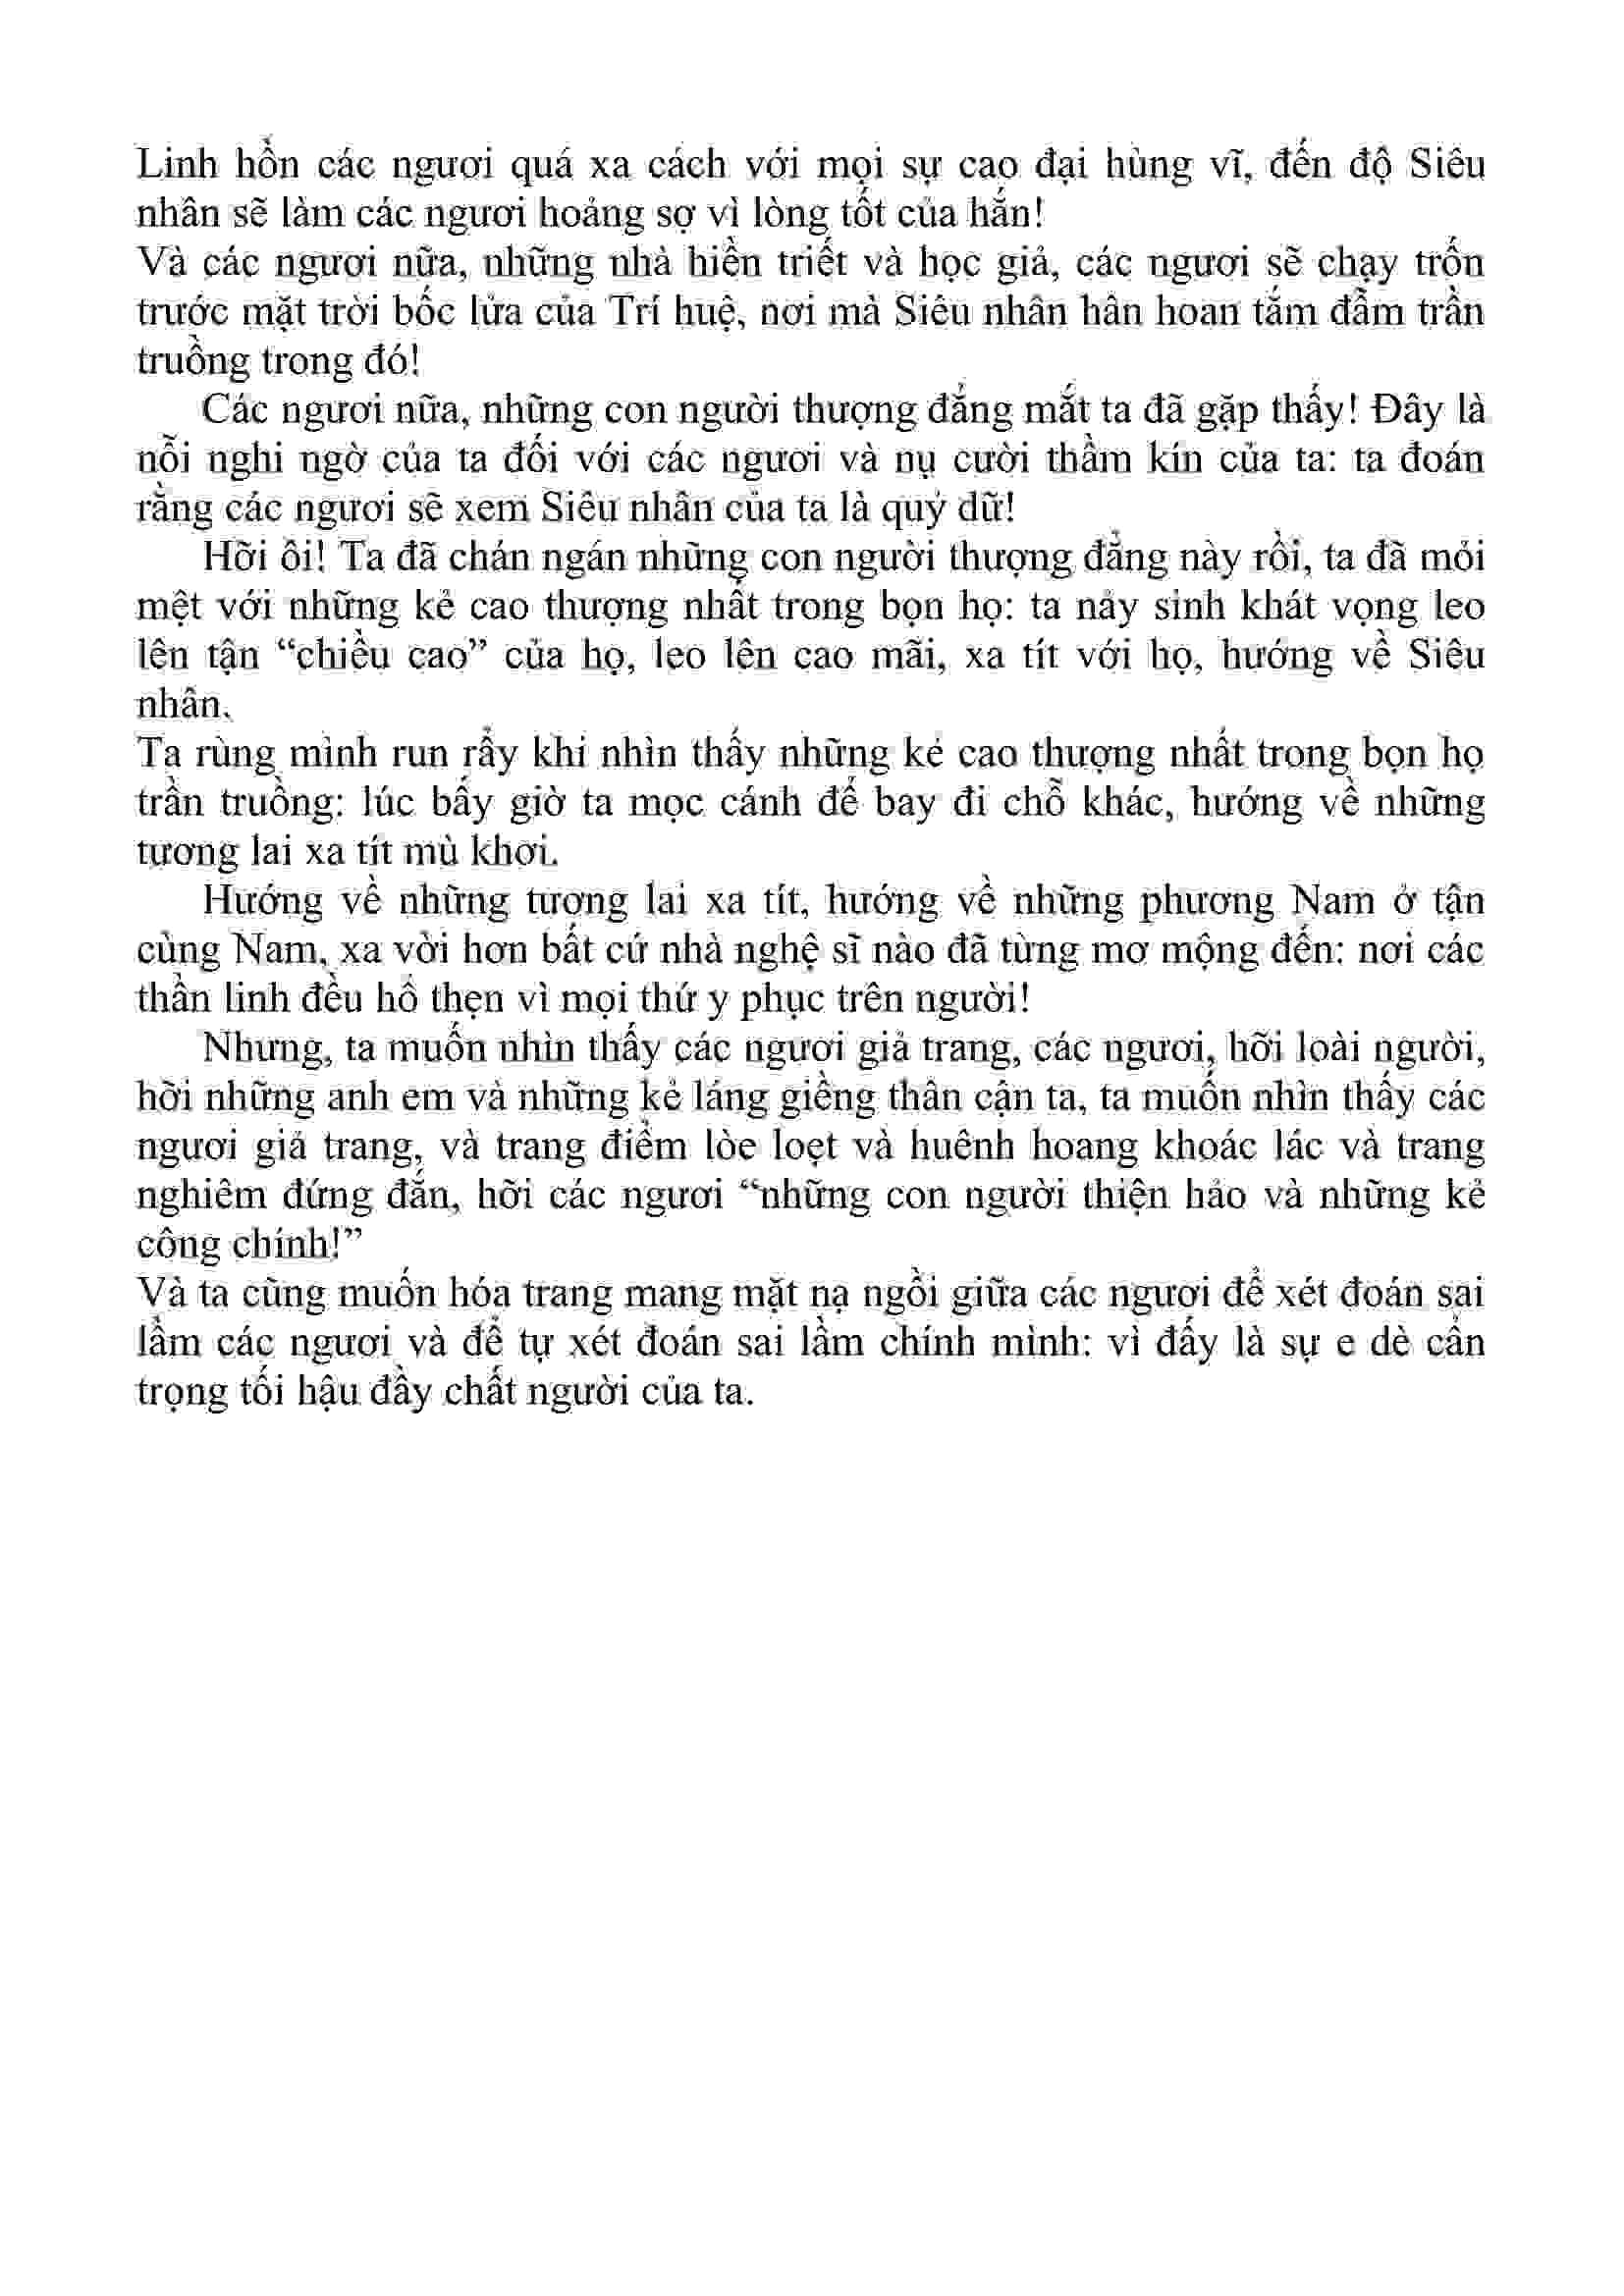 Linh hồn các ngươi quá xa cách với mọi sự cao đại hùng vĩ, đến độ Siêu
nhân sẽ làm các ngươi hoảng sợ vì lòng tốt của hắn!
Và các ngươi nữa, những nhà hiền triết và học giả, các ngươi sẽ chạy trốn
trước mặt trời bốc lửa của Trí huệ, nơi mà Siêu nhân hân hoan tắm đẫm trần
truồng trong đó!
Các ngươi nữa, những con người thượng đẳng mắt ta đã gặp thấy! Đây là
nỗi nghi ngờ của ta đối với các ngươi và nụ cười thầm kín của ta: ta đoán
rằng các ngươi sẽ xem Siêu nhân của ta là quỷ dữ!
Hỡi ôi! Ta đã chán ngán những con người thượng đẳng này rồi, ta đã mỏi
mệt với những kẻ cao thượng nhất trong bọn họ: ta nảy sinh khát vọng leo
lên tận “chiều cao” của họ, leo lên cao mãi, xa tít với họ, hướng về Siêu
nhân.
Ta rùng mình run rẩy khi nhìn thấy những kẻ cao thượng nhất trong bọn họ
trần truồng: lúc bấy giờ ta mọc cánh để bay đi chỗ khác, hướng về những
tương lai xa tít mù khơi.
Hướng về những tương lai xa tít, hướng về những phương Nam ở tận
cùng Nam, xa vời hơn bất cứ nhà nghệ sĩ nào đã từng mơ mộng đến: nơi các
thần linh đều hổ thẹn vì mọi thứ y phục trên người!
Nhưng, ta muốn nhìn thấy các ngươi giả trang, các ngươi, hỡi loài người,
hỡi những anh em và những kẻ láng giềng thân cận ta, ta muốn nhìn thấy các
ngươi giả trang, và trang điểm lòe loẹt và huênh hoang khoác lác và trang
nghiêm đứng đắn, hỡi các ngươi “những con người thiện hảo và những kẻ
công chính!”
Và ta cũng muốn hóa trang mang mặt nạ ngồi giữa các ngươi để xét đoán sai
lầm các ngươi và để tự xét đoán sai lầm chính mình: vì đấy là sự e dè cẩn
trọng tối hậu đầy chất người của ta.